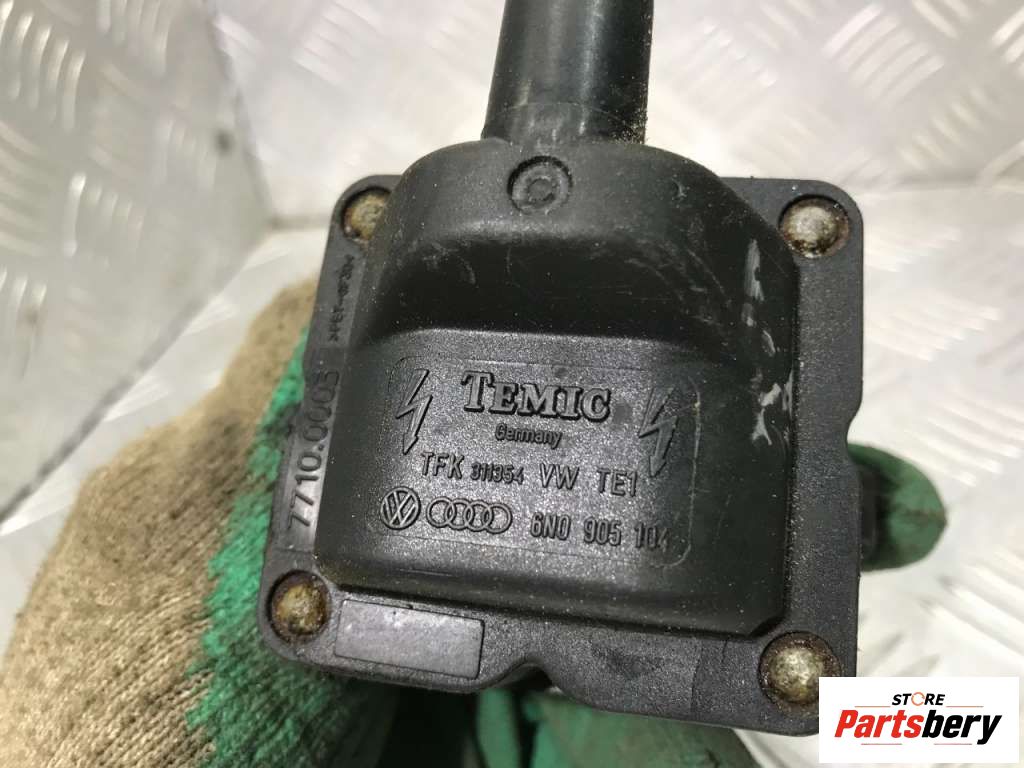 TEMIC
Germany
TFK 311354 VW TE1
6N0 905 104
7710.0003
STORE
Partsbery